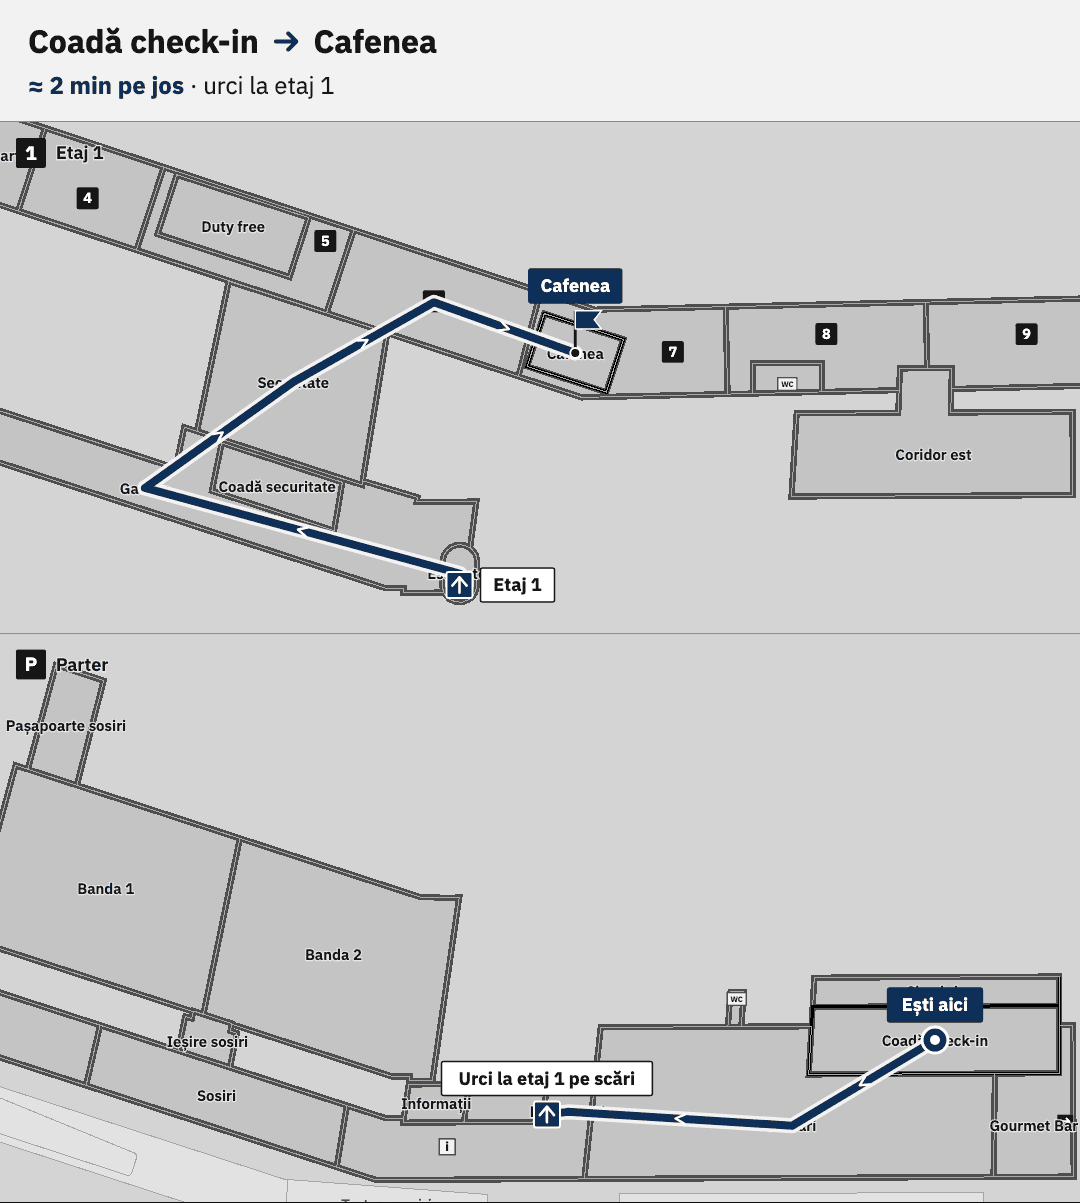 Coadă check-in → Cafenea
≈ 2 min pe jos · urci la etaj 1
1 Etaj 1
4
Duty free
5
Cafenea
7
8
9
WC
Securitate
Coridor est
Coadă securitate
Etaj 1
P Parter
Pașapoarte sosiri
Banda 1
Banda 2
WC
Ești aici
Ieșire sosiri
Urci la etaj 1 pe scări
Sosiri
Informații
i
Gourmet Bar